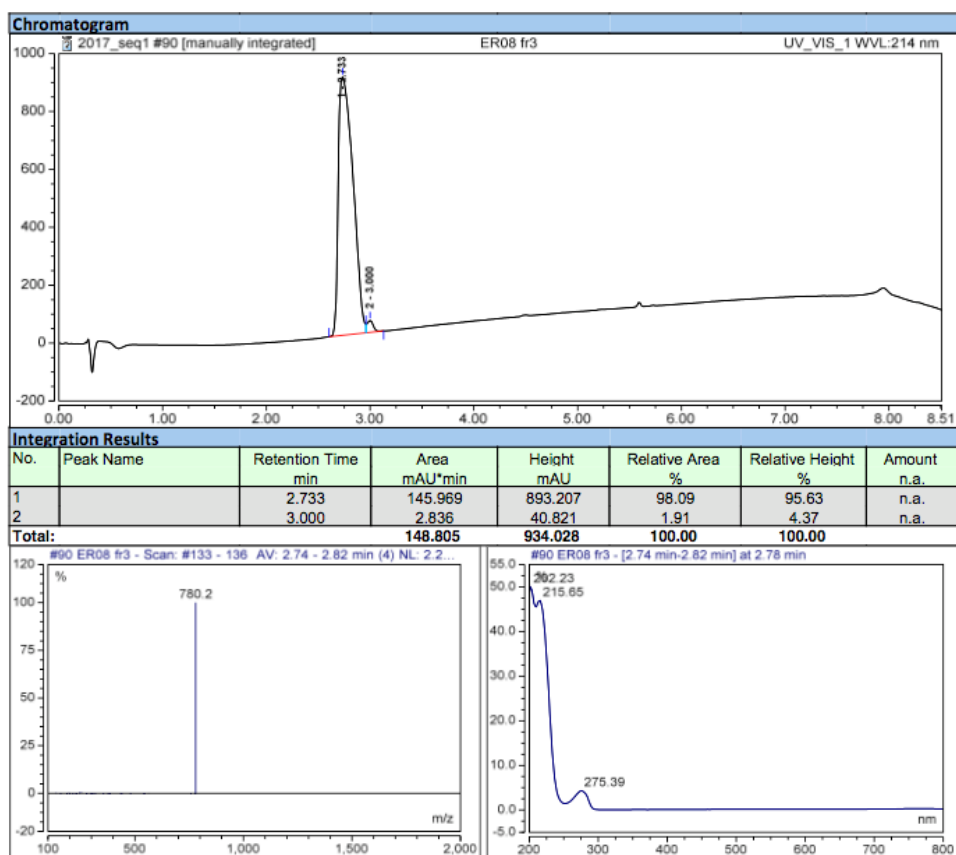 Chromatogram
2017_seq1 #90 [manually integrated] ER08 fr3 UV_VIS_1 WVL:214 nm
1000
800
600
400
200
0
-200
2 - 3.000
0.00 1.00 2.00 3.00 4.00 5.00 6.00 7.00 8.00 8.51
Integration Results
No. Peak Name Retention Time Area Height Relative Area Relative Height Amount
min mAU*min mAU % % n.a.
1 2.733 145.969 893.207 98.09 95.63 n.a.
2 3.000 2.836 40.821 1.91 4.37 n.a.
Total: 148.805 934.028 100.00 100.00
#90 ER08 fr3 - Scan: #133 - 136 AV: 2.74 - 2.82 min (4) NL: 2.2...
120
%
780.2
100
75
50
25
0
-20
m/z
100 500 1,000 1,500 2,000
#90 ER08 fr3 - [2.74 min-2.82 min] at 2.78 min
55.0
%
202.23
215.65
50.0
40.0
30.0
20.0
10.0
275.39
0.0
-5.0
nm
200 300 400 500 600 700 800